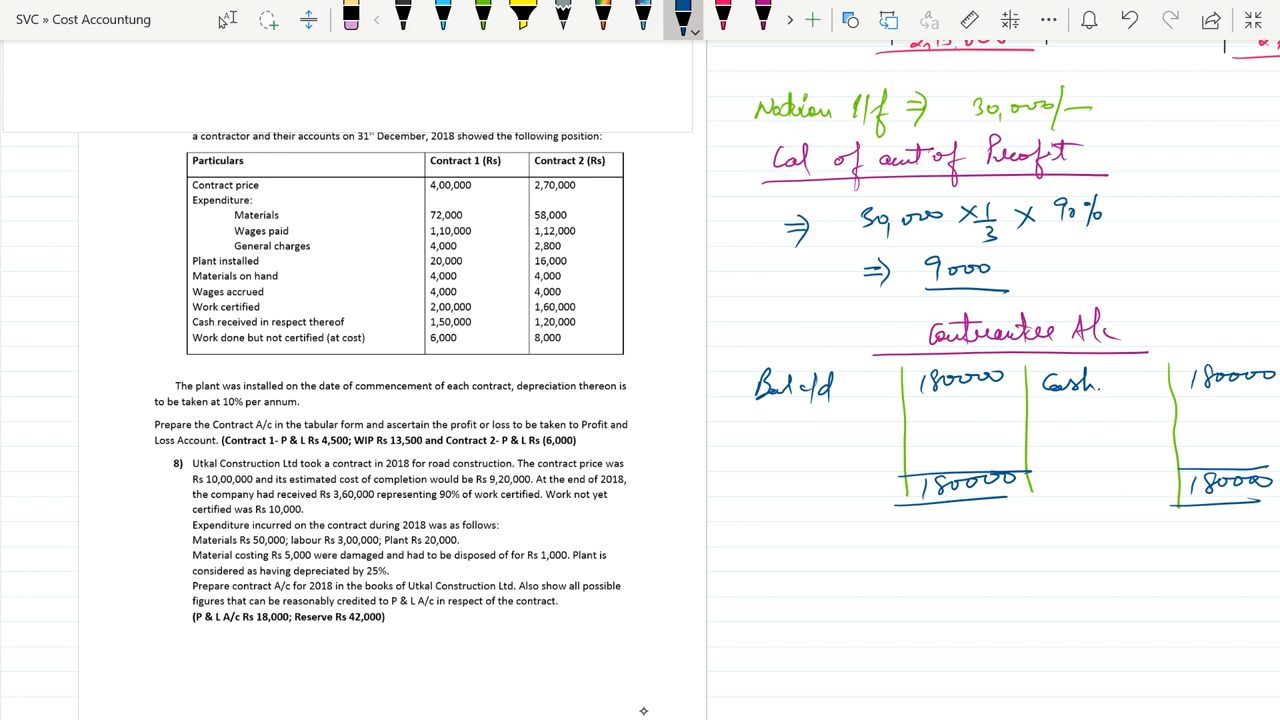 SVC » Cost Accountung
a contractor and their accounts on 31st December, 2018 showed the following position:
Particulars Contract 1 (Rs) Contract 2 (Rs)
Contract price 4,00,000 2,70,000
Expenditure:
Materials 72,000 58,000
Wages paid 1,10,000 1,12,000
General charges 4,000 2,800
Plant installed 20,000 16,000
Materials on hand 4,000 4,000
Wages accrued 4,000 4,000
Work certified 2,00,000 1,60,000
Cash received in respect thereof 1,50,000 1,20,000
Work done but not certified (at cost) 6,000 8,000
The plant was installed on the date of commencement of each contract, depreciation thereon is
to be taken at 10% per annum.
Prepare the Contract A/c in the tabular form and ascertain the profit or loss to be taken to Profit and
Loss Account. (Contract 1- P & L Rs 4,500; WIP Rs 13,500 and Contract 2- P & L Rs (6,000)
8) Utkal Construction Ltd took a contract in 2018 for road construction. The contract price was
Rs 10,00,000 and its estimated cost of completion would be Rs 9,20,000. At the end of 2018,
the company had received Rs 3,60,000 representing 90% of work certified. Work not yet
certified was Rs 10,000.
Expenditure incurred on the contract during 2018 was as follows:
Materials Rs 50,000; labour Rs 3,00,000; Plant Rs 20,000.
Material costing Rs 5,000 were damaged and had to be disposed of for Rs 1,000. Plant is
considered as having depreciated by 25%.
Prepare contract A/c for 2018 in the books of Utkal Construction Ltd. Also show all possible
figures that can be reasonably credited to P & L A/c in respect of the contract.
(P & L A/c Rs 18,000; Reserve Rs 42,000)
⇒ 30,000/-
Cal of amt of Profit
⇒ 30,000 × 1/3 × 90%
⇒ 9000
A/c
Bal c/d 180000 Cash. 180000
180000 180000